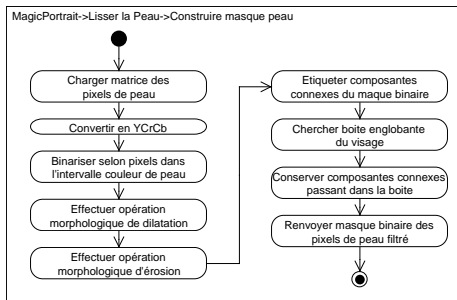 MagicPortrait->Lisser la Peau->Construire masque peau
Charger matrice des
pixels de peau
Convertir en YCrCb
Binariser selon pixels dans
l'intervalle couleur de peau
Effectuer opération
morphologique de dilatation
Effectuer opération
morphologique d'érosion
Etiqueter composantes
connexes du maque binaire
Chercher boite englobante
du visage
Conserver composantes connexes
passant dans la boite
Renvoyer masque binaire des
pixels de peau filtré